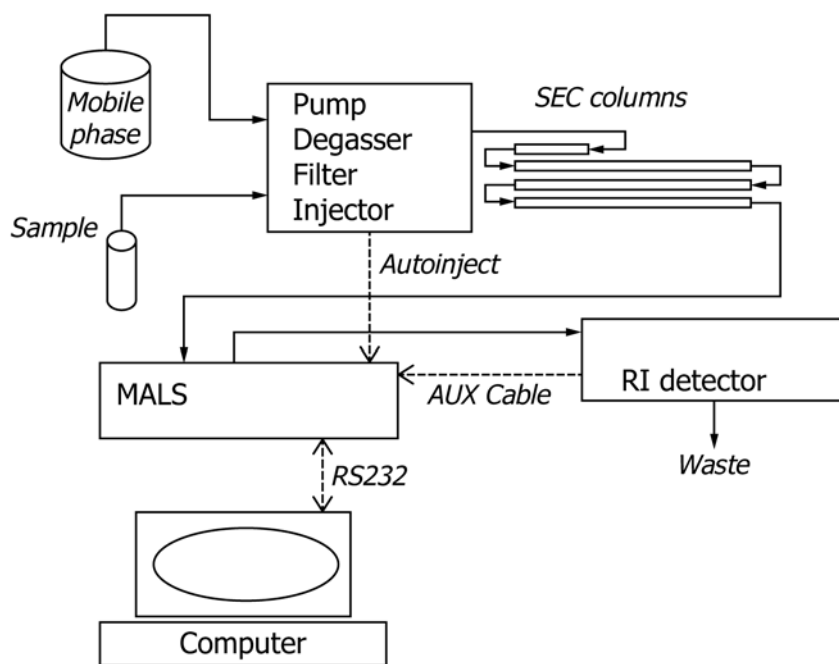 Mobile
phase
Pump
Degasser
Filter
Injector
SEC columns
Sample
Autoinject
MALS
AUX Cable
RI detector
Waste
RS232
Computer